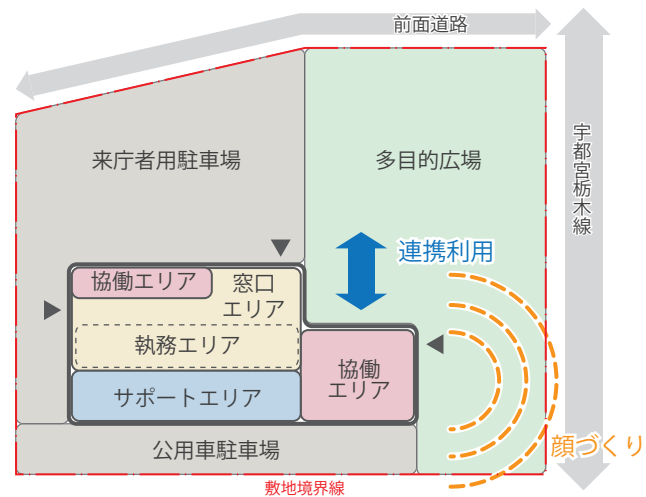 前面道路
宇都宮栃木線
来庁者用駐車場
多目的広場
連携利用
協働エリア
窓口
エリア
執務エリア
協働
エリア
サポートエリア
顔づくり
公用車駐車場
敷地境界線